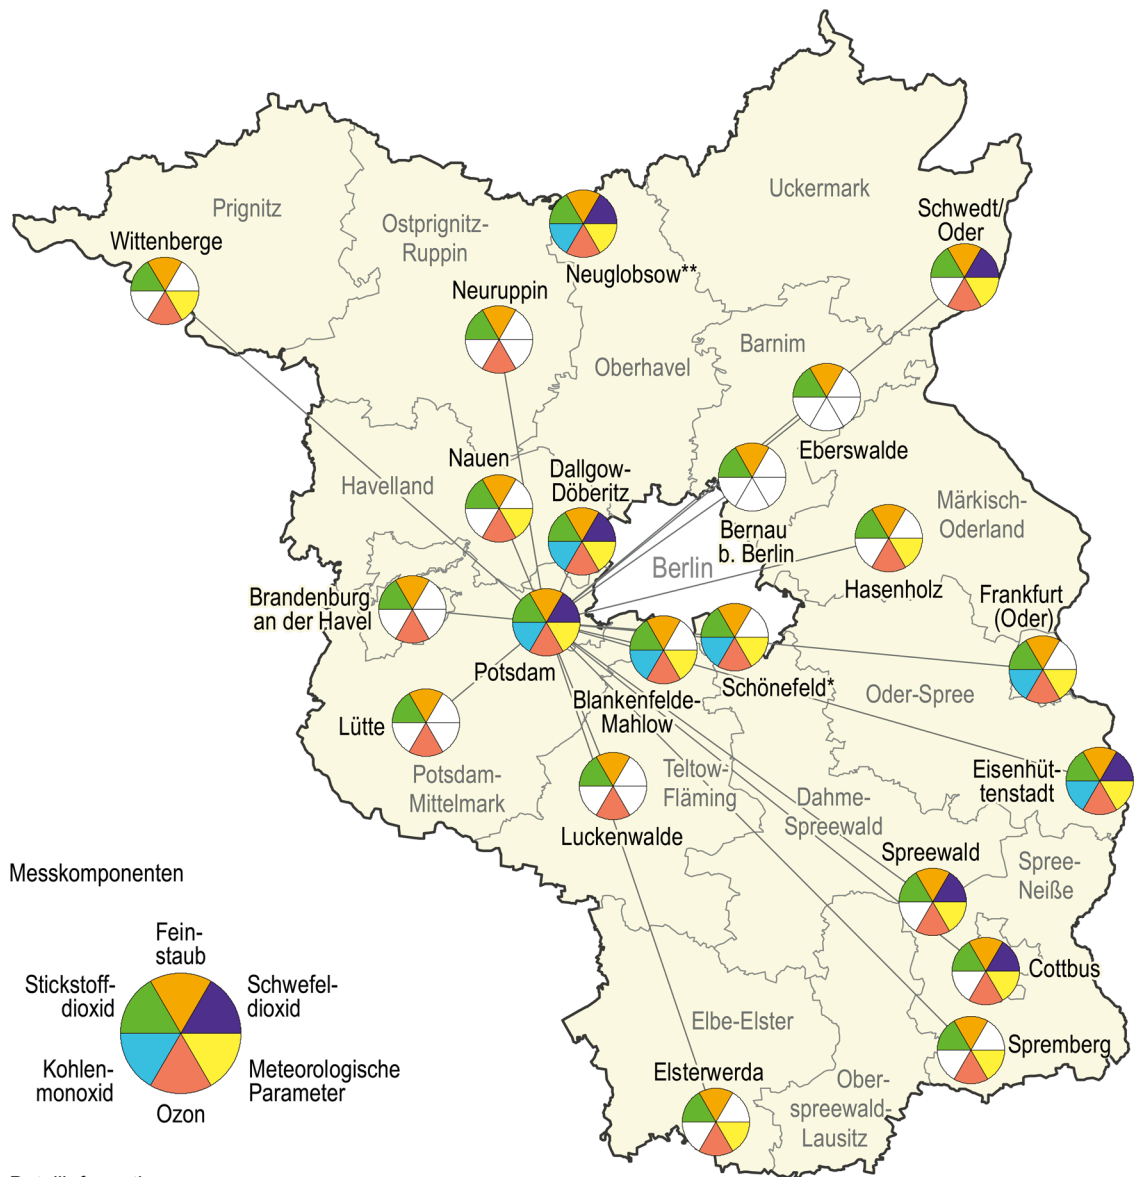 Prignitz
Uckermark
Ostprignitz-
Ruppin
Schwedt/
Oder
Wittenberge
Neuglobsow**
Neuruppin
Barnim
Oberhavel
Eberswalde
Nauen
Dallgow-
Döberitz
Havelland
Märkisch-
Oderland
Bernau
b. Berlin
Berlin
Hasenholz
Brandenburg
an der Havel
Frankfurt
(Oder)
Potsdam
Schönefeld*
Blankenfelde-
Mahlow
Oder-Spree
Lütte
Potsdam-
Mittelmark
Teltow-
Fläming
Eisenhüt-
tenstadt
Dahme-
Spreewald
Luckenwalde
Spreewald
Spree-
Neiße
Cottbus
Elbe-Elster
Spremberg
Elsterwerda
Ober-
spreewald-
Lausitz
Messkomponenten
Fein-
staub
Stickstoff-
dioxid
Schwefel-
dioxid
Kohlen-
monoxid
Meteorologische
Parameter
Ozon